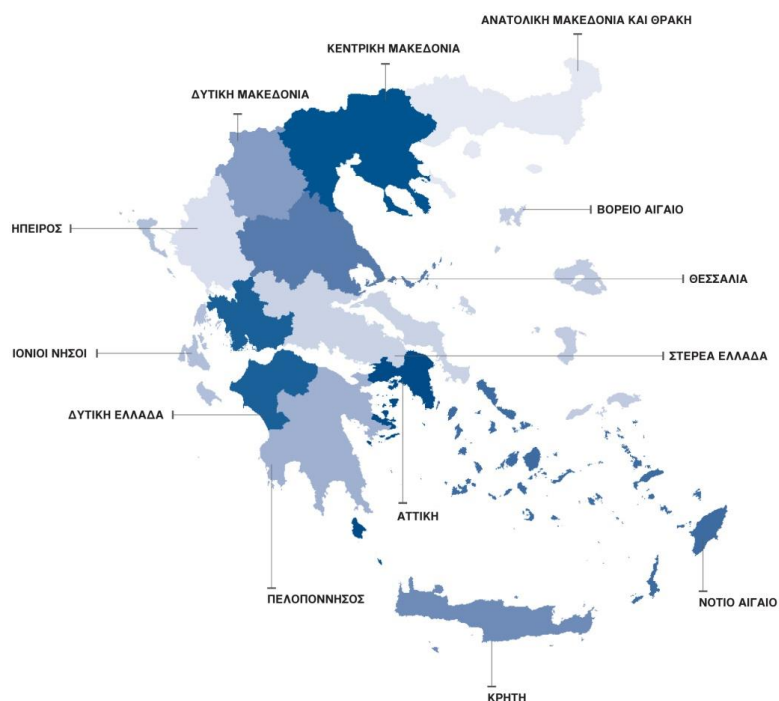 ΑΝΑΤΟΛΙΚΗ ΜΑΚΕΔΟΝΙΑ ΚΑΙ ΘΡΑΚΗ
ΚΕΝΤΡΙΚΗ ΜΑΚΕΔΟΝΙΑ
ΔΥΤΙΚΗ ΜΑΚΕΔΟΝΙΑ
ΒΟΡΕΙΟ ΑΙΓΑΙΟ
ΗΠΕΙΡΟΣ
ΘΕΣΣΑΛΙΑ
ΙΟΝΙΟΙ ΝΗΣΟΙ
ΣΤΕΡΕΑ ΕΛΛΑΔΑ
ΔΥΤΙΚΗ ΕΛΛΑΔΑ
ΑΤΤΙΚΗ
ΠΕΛΟΠΟΝΝΗΣΟΣ
ΝΟΤΙΟ ΑΙΓΑΙΟ
ΚΡΗΤΗ